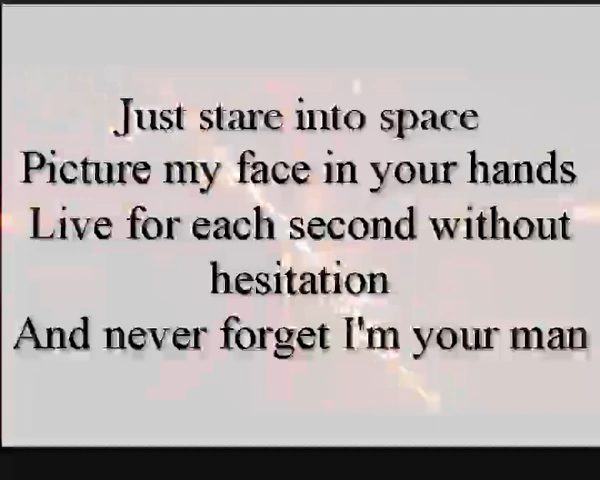 Just stare into space
Picture my face in your hands
Live for each second without
hesitation
And never forget I'm your man